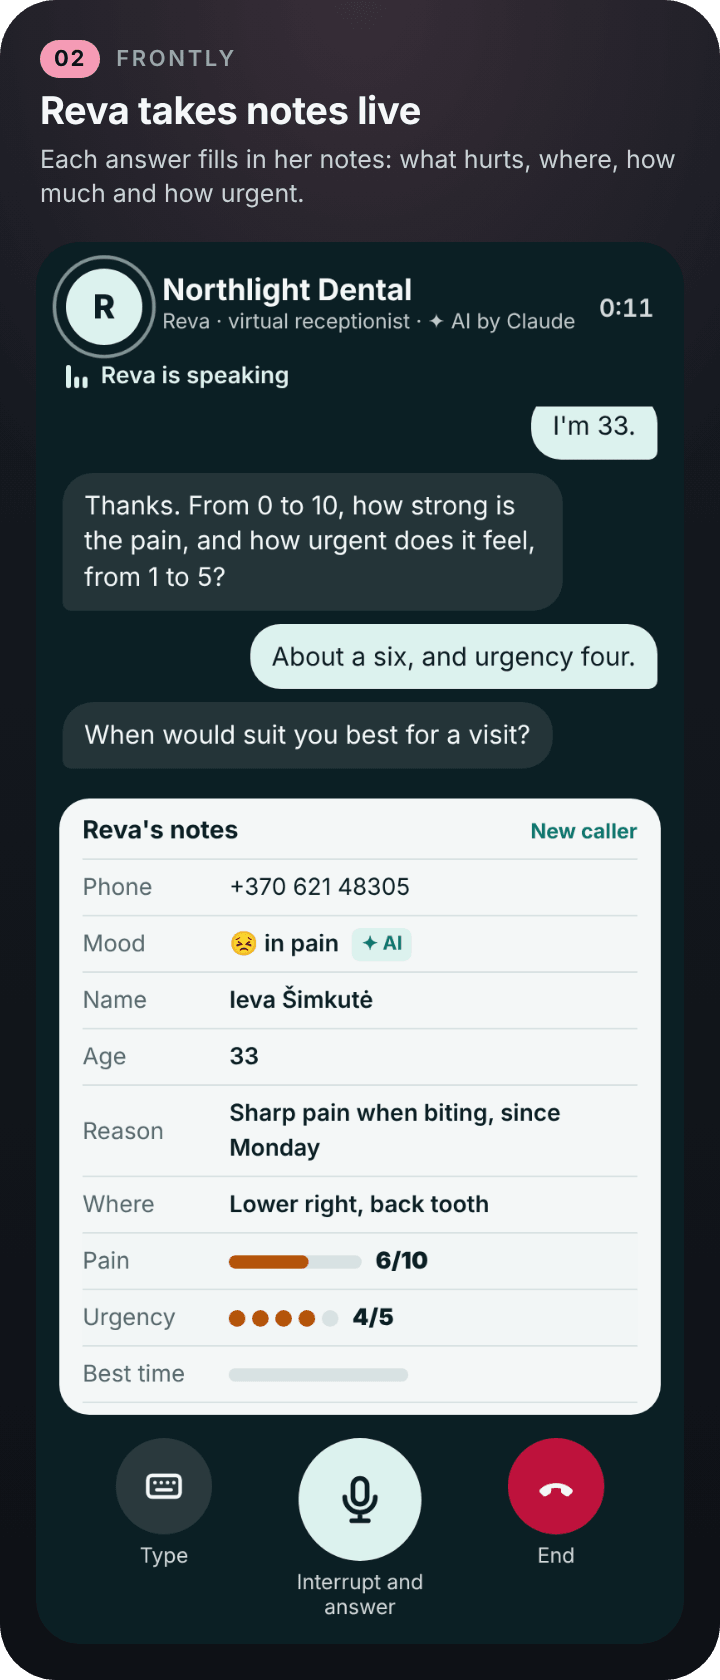 02 FRONTLY
Reva takes notes live
Each answer fills in her notes: what hurts, where, how
much and how urgent.
R
Northlight Dental
Reva · virtual receptionist · ✦ AI by Claude
0:11
Reva is speaking
I'm 33.
Thanks. From 0 to 10, how strong is
the pain, and how urgent does it feel,
from 1 to 5?
About a six, and urgency four.
When would suit you best for a visit?
Reva's notes
New caller
Phone +370 621 48305
Mood 😣 in pain ✦ AI
Name Ieva Šimkutė
Age 33
Reason Sharp pain when biting, since
Monday
Where Lower right, back tooth
Pain 6/10
Urgency 4/5
Best time
Type
Interrupt and
answer
End